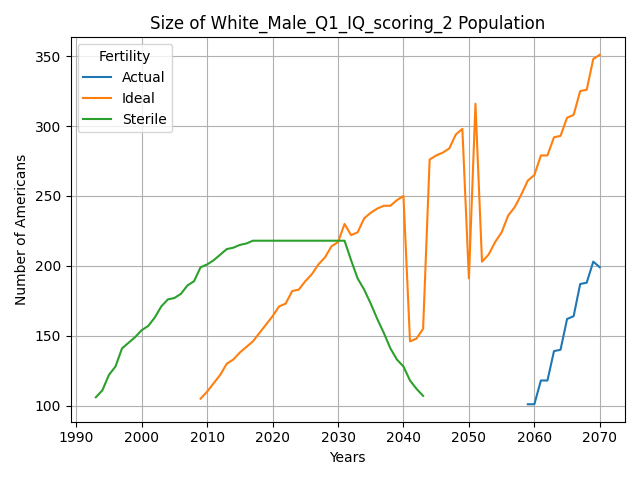 Size of White_Male_Q1_IQ_scoring_2 Population
Fertility
Actual
Ideal
Sterile
Number of Americans
350
300
250
200
150
100
1990 2000 2010 2020 2030 2040 2050 2060 2070
Years